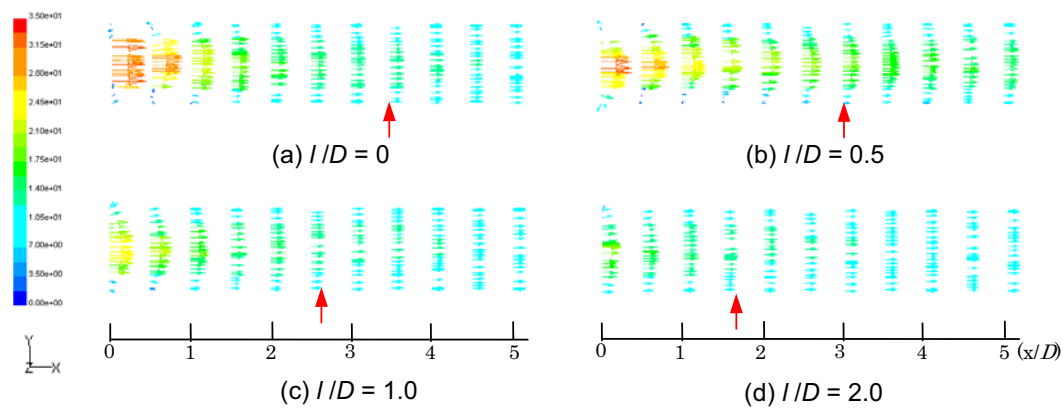 3.50e+01
3.15e+01
2.00e+01
2.45e+01
2.10e+01
1.75e+01
1.40e+01
1.05e+01
7.00e+00
3.50e+00
0.00e+00
(a) l /D = 0
(b) l /D = 0.5
Y
Z X
0 1 2 3 4 5
0 1 2 3 4 5 (x/D)
(c) l /D = 1.0
(d) l /D = 2.0